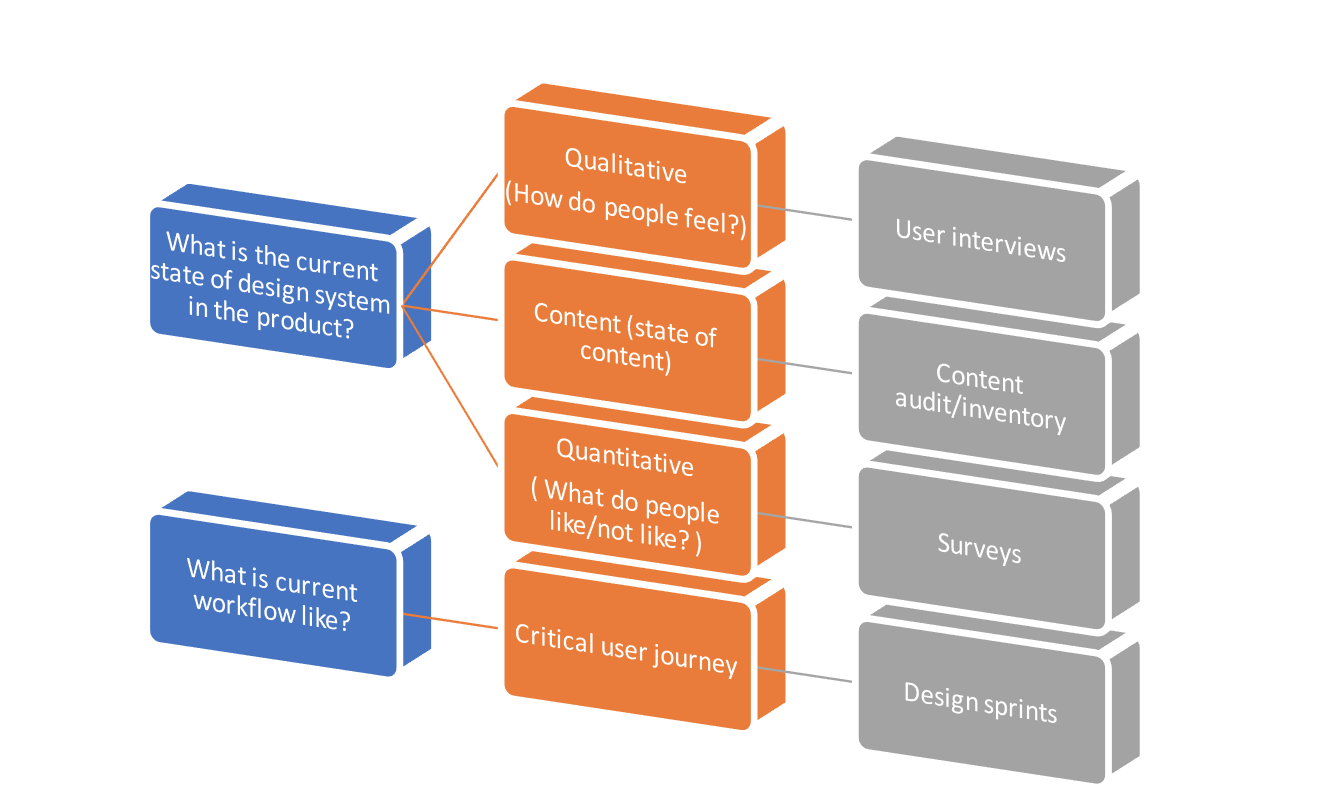 What is the current
state of design system
in the product?
Qualitative
(How do people feel?)
User interviews
Content (state of
content)
Content
audit/inventory
Quantitative
( What do people
like/not like? )
Surveys
What is current
workflow like?
Critical user journey
Design sprints